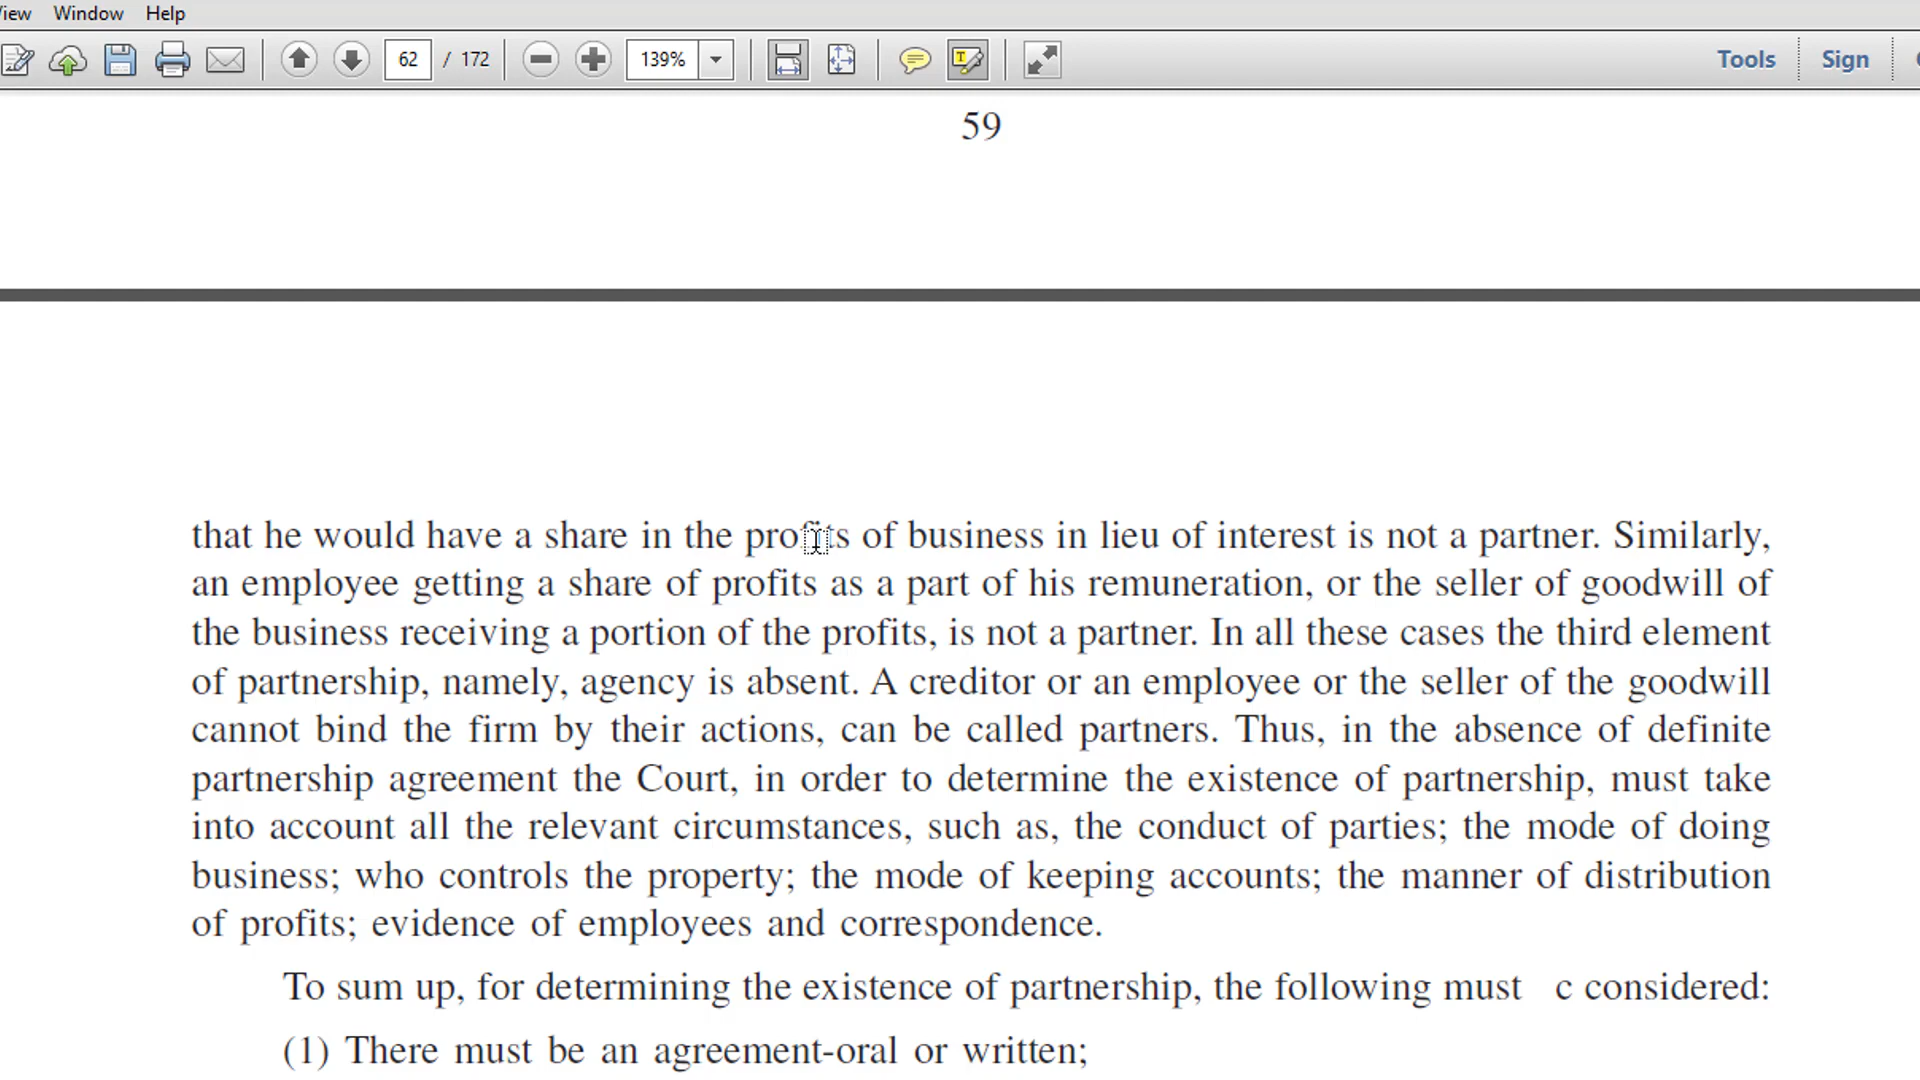 View Window Help
62 / 172 139% Tools Sign
59
that he would have a share in the profits of business in lieu of interest is not a partner. Similarly,
an employee getting a share of profits as a part of his remuneration, or the seller of goodwill of
the business receiving a portion of the profits, is not a partner. In all these cases the third element
of partnership, namely, agency is absent. A creditor or an employee or the seller of the goodwill
cannot bind the firm by their actions, can be called partners. Thus, in the absence of definite
partnership agreement the Court, in order to determine the existence of partnership, must take
into account all the relevant circumstances, such as, the conduct of parties; the mode of doing
business; who controls the property; the mode of keeping accounts; the manner of distribution
of profits; evidence of employees and correspondence.
To sum up, for determining the existence of partnership, the following must c considered:
(1) There must be an agreement-oral or written;